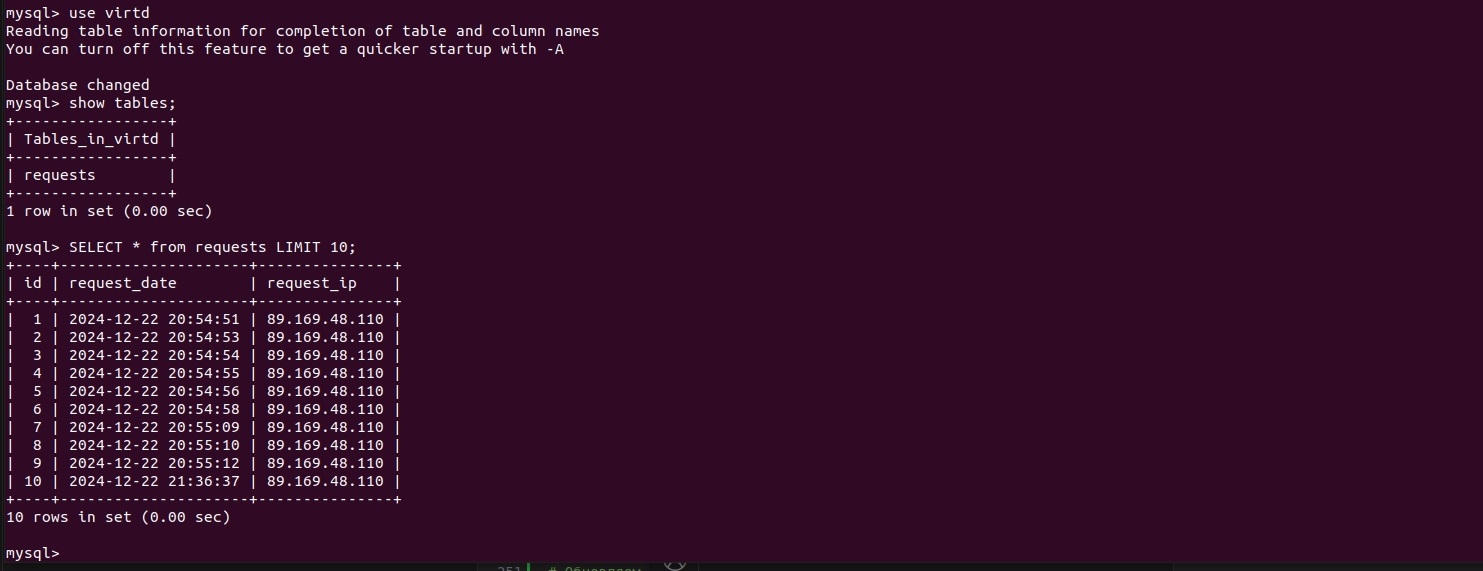 mysql> use virtd
Reading table information for completion of table and column names
You can turn off this feature to get a quicker startup with -A

Database changed
mysql> show tables;
+-----------------+
| Tables_in_virtd |
+-----------------+
| requests        |
+-----------------+
1 row in set (0.00 sec)

mysql> SELECT * from requests LIMIT 10;
+----+---------------------+---------------+
| id | request_date        | request_ip    |
+----+---------------------+---------------+
|  1 | 2024-12-22 20:54:51 | 89.169.48.110 |
|  2 | 2024-12-22 20:54:53 | 89.169.48.110 |
|  3 | 2024-12-22 20:54:54 | 89.169.48.110 |
|  4 | 2024-12-22 20:54:55 | 89.169.48.110 |
|  5 | 2024-12-22 20:54:56 | 89.169.48.110 |
|  6 | 2024-12-22 20:54:58 | 89.169.48.110 |
|  7 | 2024-12-22 20:55:09 | 89.169.48.110 |
|  8 | 2024-12-22 20:55:10 | 89.169.48.110 |
|  9 | 2024-12-22 20:55:12 | 89.169.48.110 |
| 10 | 2024-12-22 21:36:37 | 89.169.48.110 |
+----+---------------------+---------------+
10 rows in set (0.00 sec)

mysql>